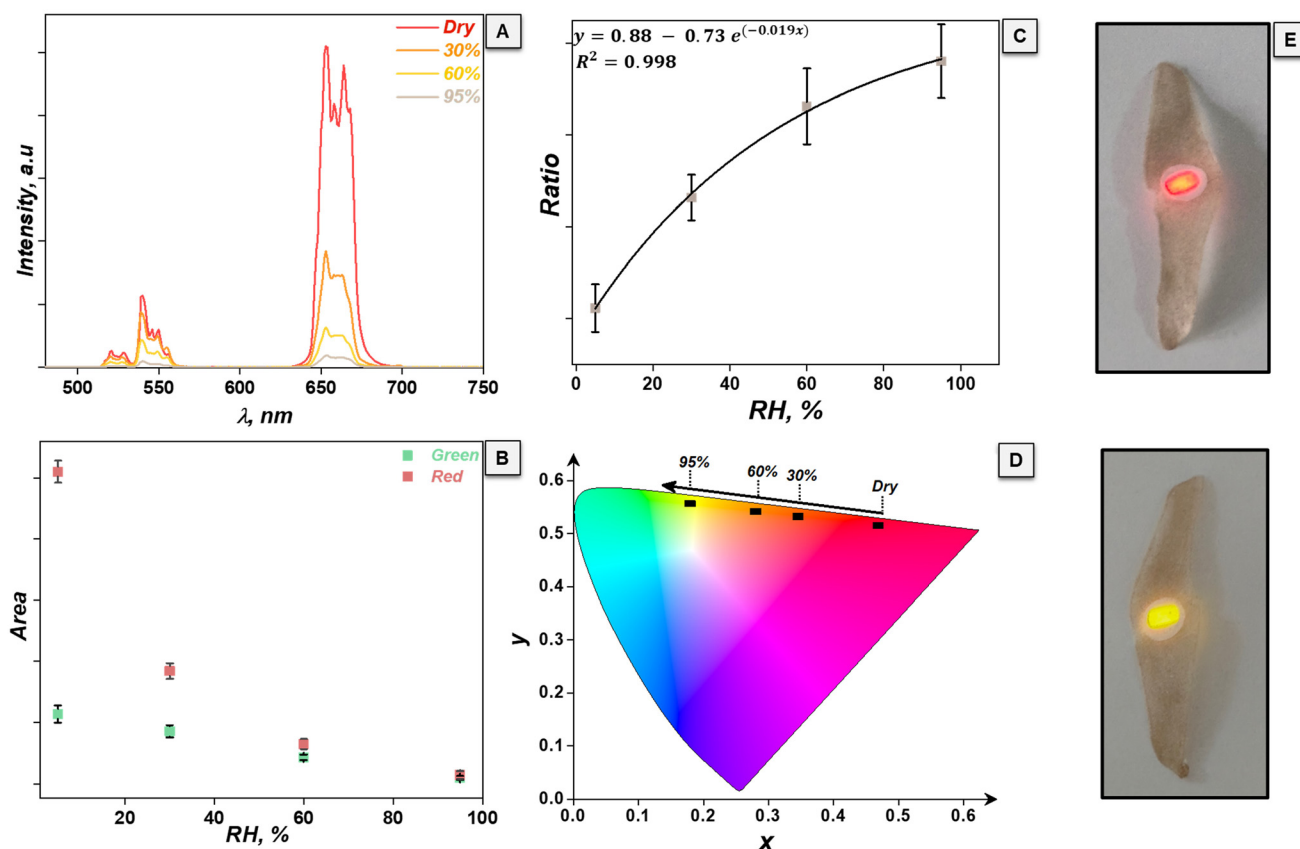 A
Dry
30%
60%
95%
Intensity, a.u
500 550 600 650 700 750
λ, nm
B
Green
Red
Area
20 40 60 80 100
RH, %
C
y = 0.88 − 0.73 e^(−0.019x)
R² = 0.998
Ratio
0 20 40 60 80 100
RH, %
D
95% 60% 30% Dry
0.6
0.5
0.4
0.3
0.2
0.1
0.0
y
0.0 0.1 0.2 0.3 0.4 0.5 0.6
x
E